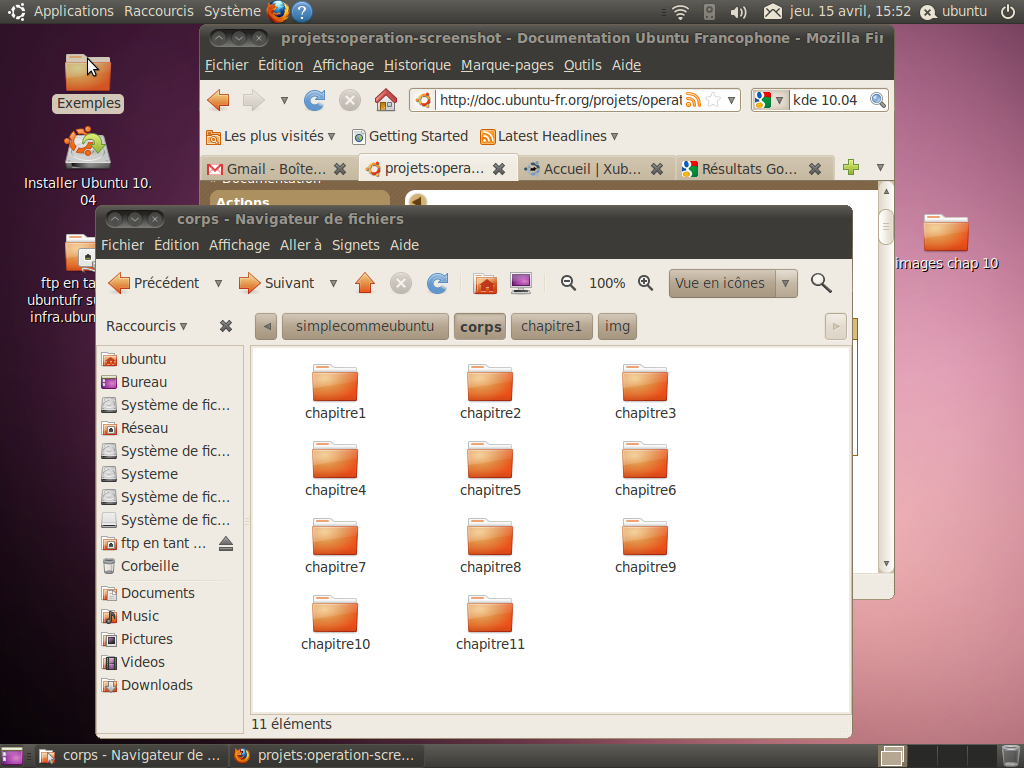 Applications Raccourcis Système jeu. 15 avril, 15:52 ubuntu
projets:operation-screenshot - Documentation Ubuntu Francophone - Mozilla Fir
Fichier Édition Affichage Historique Marque-pages Outils Aide
http://doc.ubuntu-fr.org/projets/operat kde 10.04
Les plus visités Getting Started Latest Headlines
Gmail - Boîte... projets:opera... Accueil | Xub... Résultats Go...
Documentation
Actions
Exemples
Installer Ubuntu 10.
04
ftp en ta
ubuntufr su
infra.ubun
images chap 10
corps - Navigateur de fichiers
Fichier Édition Affichage Aller à Signets Aide
Précédent Suivant 100% Vue en icônes
Raccourcis simplecommeubuntu corps chapitre1 img
ubuntu
Bureau
Système de fic...
Réseau
Système de fic...
Systeme
Système de fic...
Système de fic...
ftp en tant ...
Corbeille
Documents
Music
Pictures
Videos
Downloads
chapitre1 chapitre2 chapitre3
chapitre4 chapitre5 chapitre6
chapitre7 chapitre8 chapitre9
chapitre10 chapitre11
11 éléments
corps - Navigateur de ... projets:operation-scre...